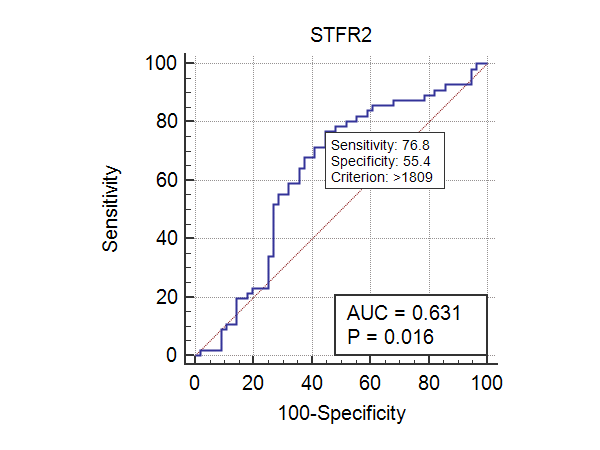 STFR2
100
80
60
40
20
0
Sensitivity
Sensitivity: 76.8
Specificity: 55.4
Criterion: >1809
AUC = 0.631
P = 0.016
0 20 40 60 80 100
100-Specificity